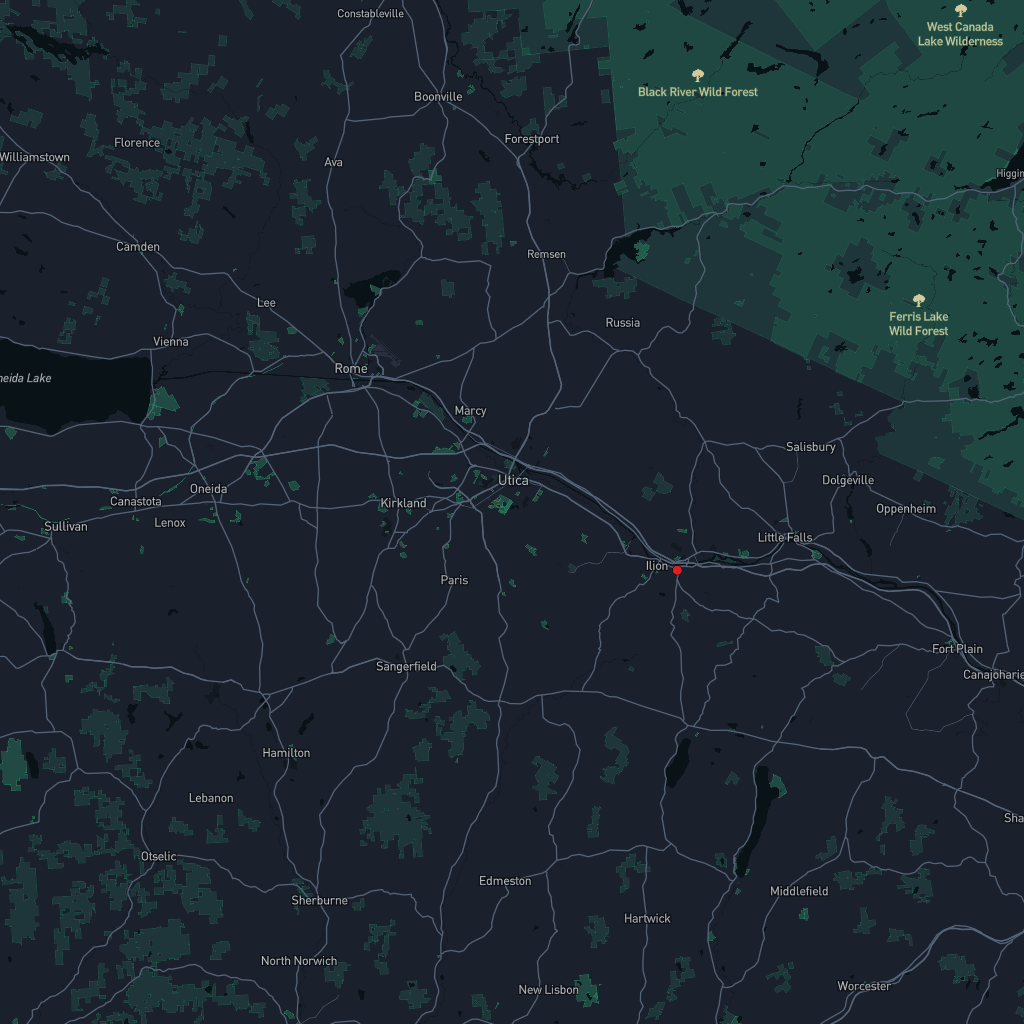 Constableville
West Canada
Lake Wilderness
Black River Wild Forest
Boonville
Forestport
Florence
Williamstown
Ava
Higgin
Camden
Remsen
Lee
Ferris Lake
Wild Forest
Russia
Vienna
Rome
neida Lake
Marcy
Salisbury
Utica
Dolgeville
Oneida
Canastota
Kirkland
Oppenheim
Lenox
Sullivan
Little Falls
Ilion
Paris
Fort Plain
Sangerfield
Canajoharie
Hamilton
Lebanon
Sha
Otselic
Edmeston
Middlefield
Sherburne
Hartwick
North Norwich
New Lisbon
Worcester